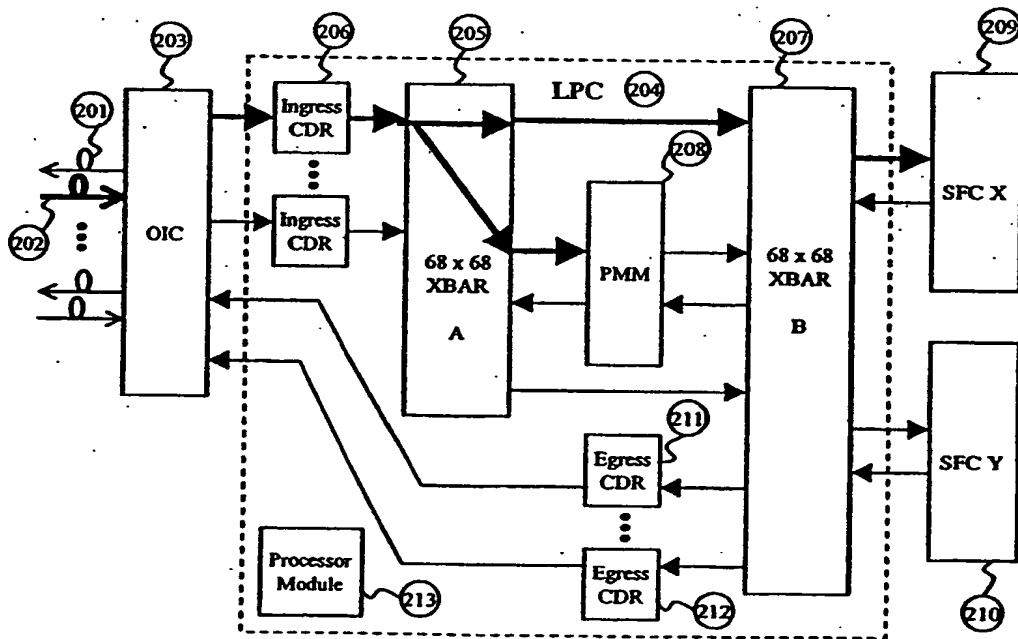 203
206
205
207
209
201
202
OIC
Ingress
CDR
Ingress
CDR
LPC 204
208
68 x 68
XBAR
A
PMM
68 x 68
XBAR
B
SFC X
211
Egress
CDR
SFC Y
Processor
Module
213
Egress
CDR
212
210